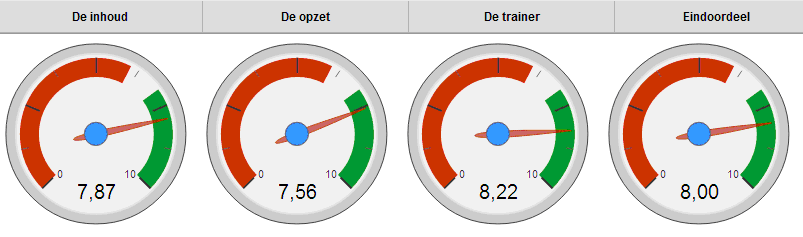 De inhoud De opzet De trainer Eindoordeel
0 10 0 10 0 10 0 10
7,87 7,56 8,22 8,00